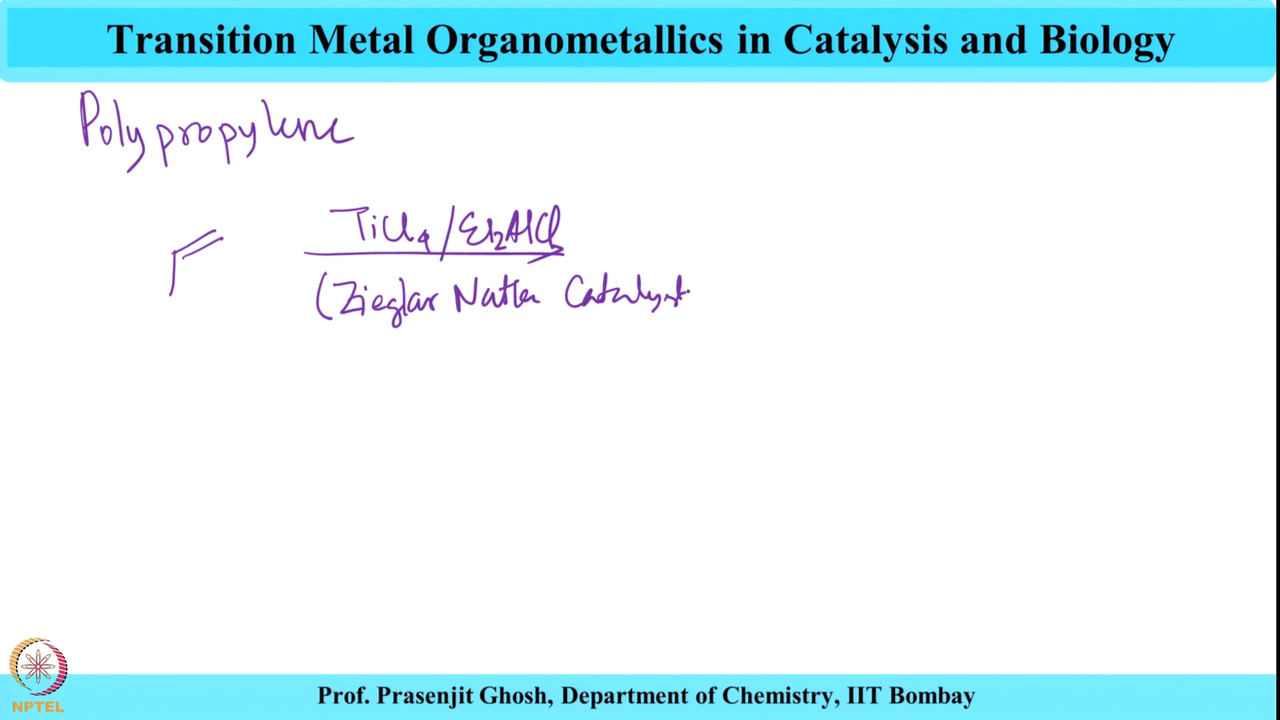 Transition Metal Organometallics in Catalysis and Biology
Polypropylene
TiCl4/Et2AlCl
(Zieglar Natta Catalyst
Prof. Prasenjit Ghosh, Department of Chemistry, IIT Bombay
NPTEL